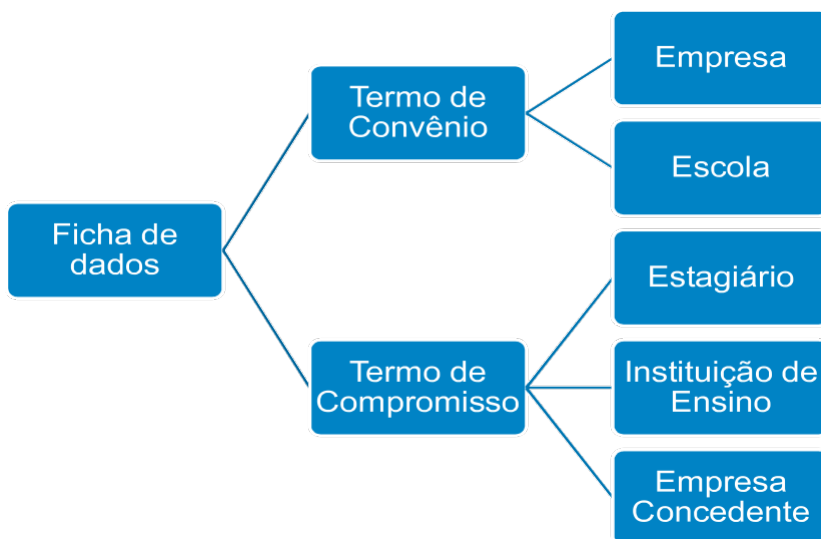 Ficha de
dados
Termo de
Convênio
Empresa
Escola
Termo de
Compromisso
Estagiário
Instituição de
Ensino
Empresa
Concedente